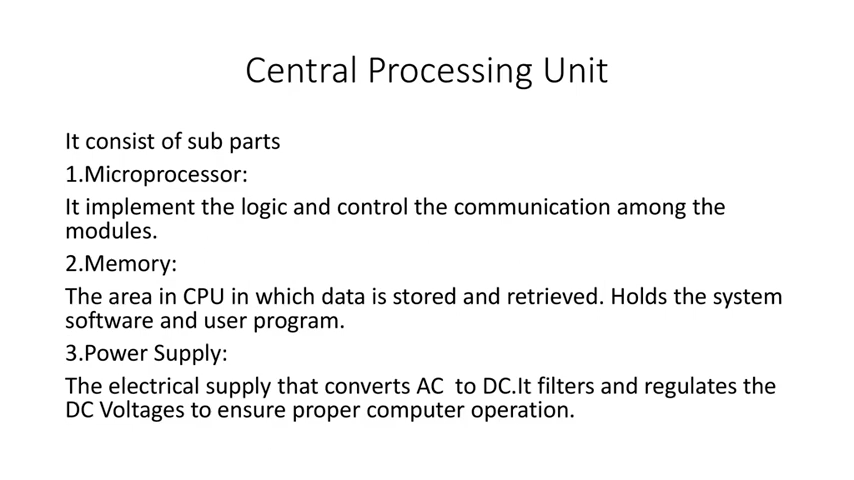 Central Processing Unit
It consist of sub parts
1.Microprocessor:
It implement the logic and control the communication among the
modules.
2.Memory:
The area in CPU in which data is stored and retrieved. Holds the system
software and user program.
3.Power Supply:
The electrical supply that converts AC  to DC.It filters and regulates the
DC Voltages to ensure proper computer operation.